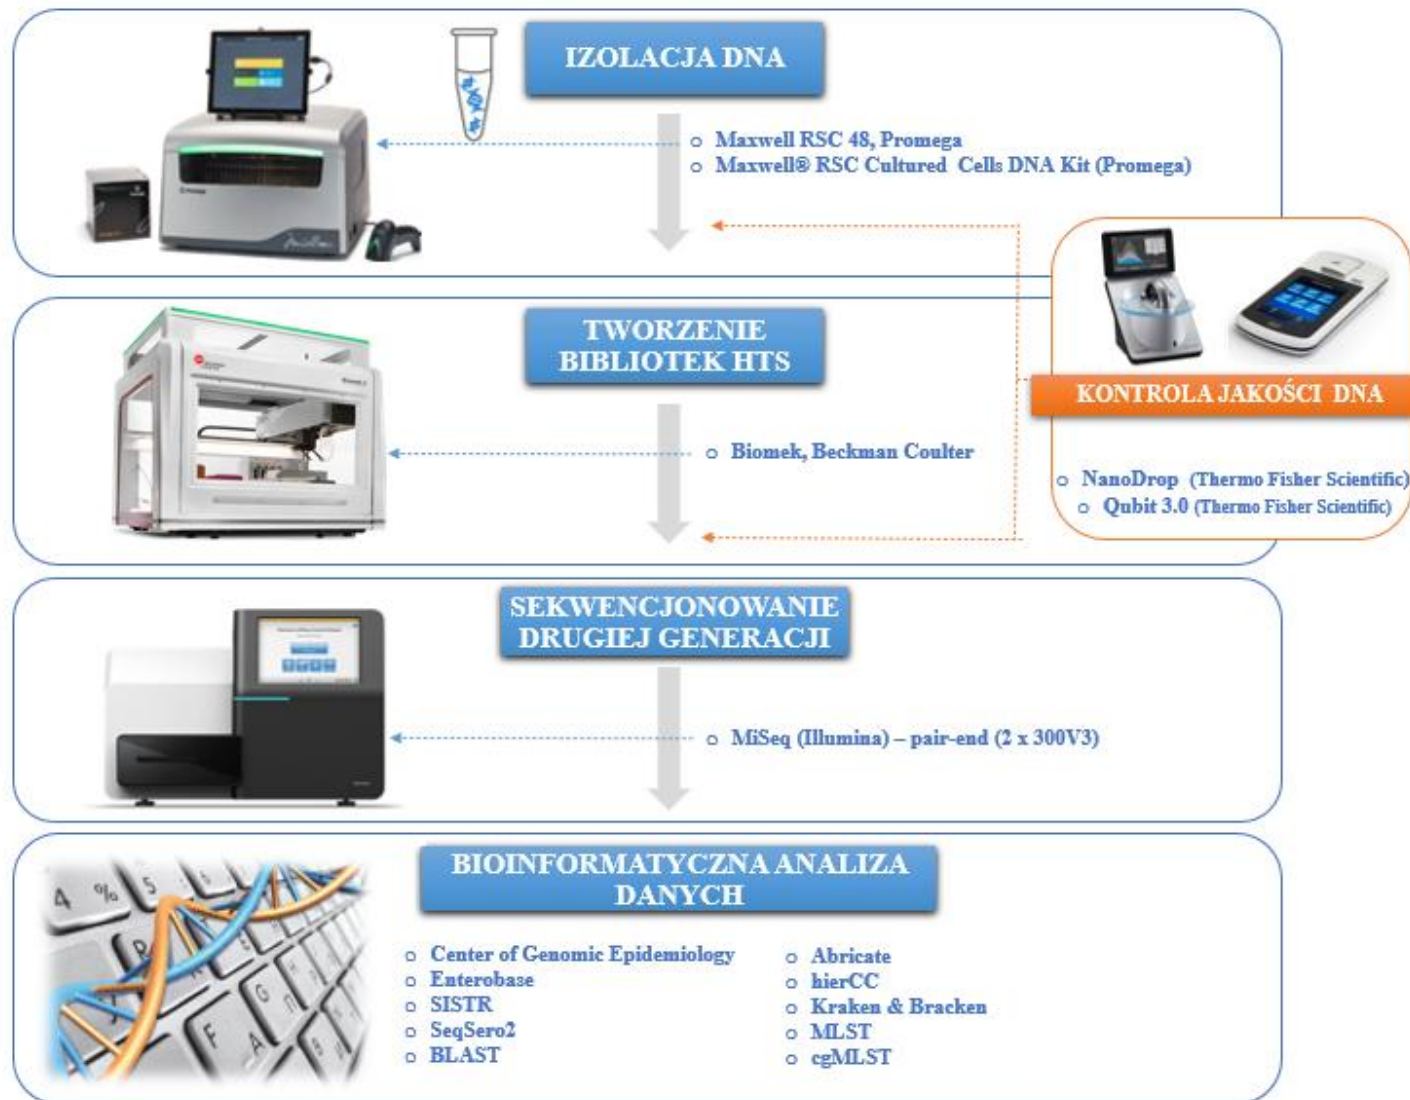 IZOLACJA DNA
o Maxwell RSC 48, Promega
o Maxwell® RSC Cultured Cells DNA Kit (Promega)
TWORZENIE
BIBLIOTEK HTS
o Biomek, Beckman Coulter
KONTROLA JAKOŚCI DNA
o NanoDrop (Thermo Fisher Scientific)
o Qubit 3.0 (Thermo Fisher Scientific)
SEKWENCJONOWANIE
DRUGIEJ GENERACJI
o MiSeq (Illumina) – pair-end (2 x 300V3)
BIOINFORMATYCZNA ANALIZA
DANYCH
o Center of Genomic Epidemiology
o Enterobase
o SISTR
o SeqSero2
o BLAST
o Abricate
o hierCC
o Kraken & Bracken
o MLST
o cgMLST